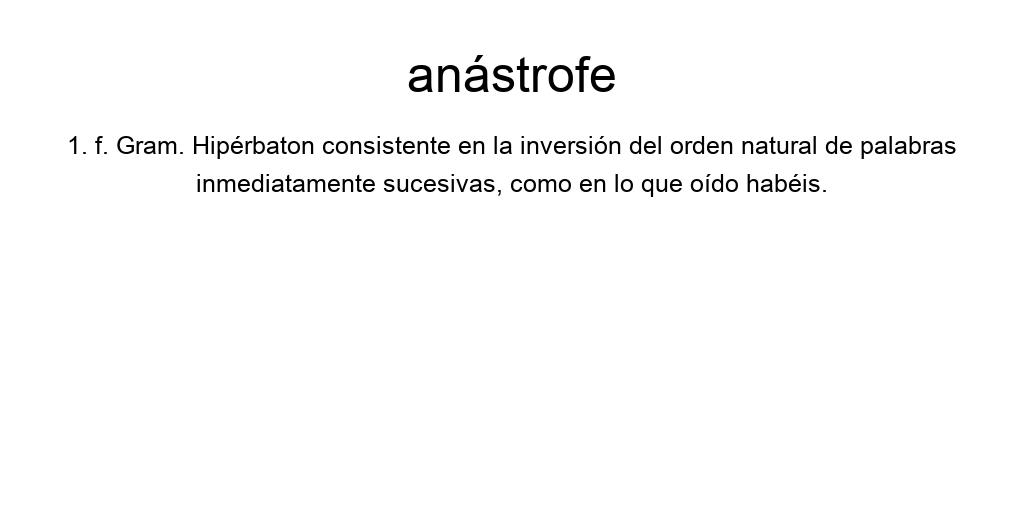 anástrofe
1. f. Gram. Hipérbaton consistente en la inversión del orden natural de palabras
inmediatamente sucesivas, como en lo que oído habéis.